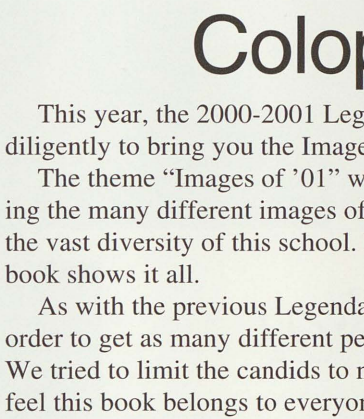 Colop
This year, the 2000-2001 Leg
diligently to bring you the Image
The theme “Images of ’01” w
ing the many different images of
the vast diversity of this school.
book shows it all.
As with the previous Legenda
order to get as many different pe
We tried to limit the candids to
feel this book belongs to everyo